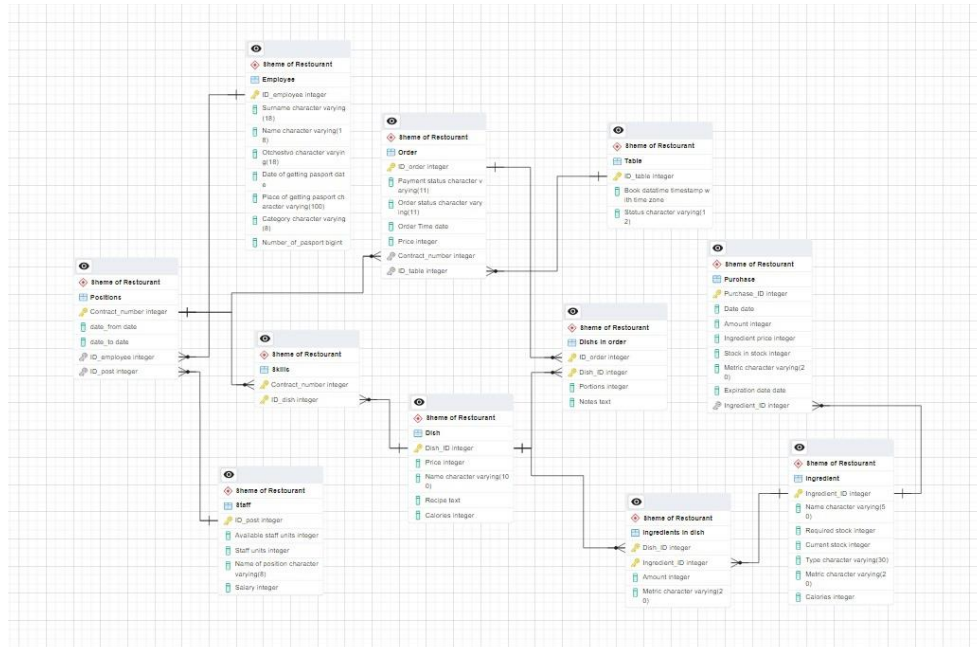 Sheme of Restourant
Employee
ID_employee integer
Surname character varying
(18)
Name character varying(1
8)
Otchestvo character varyin
g(18)
Date of getting pasport dat
e
Place of getting pasport ch
aracter varying(100)
Category character varying
(8)
Number_of_pasport bigint
Sheme of Restourant
Order
ID_order integer
Payment status character v
arying(11)
Order status character vary
ing(11)
Order Time date
Price integer
Contract_number integer
ID_table integer
Sheme of Restourant
Table
ID_table integer
Book datatime timestamp w
ith time zone
Status character varying(1
2)
Sheme of Restourant
Purohase
Purchase_ID integer
Date date
Amount integer
Ingredient price integer
Stock in stock integer
Metric character varying(2
0)
Expiration date date
Ingredient_ID integer
Sheme of Restourant
Positions
Contract_number integer
date_from date
date_to date
ID_employee integer
ID_post integer
Sheme of Restourant
Skills
Contract_number integer
ID_dish integer
Sheme of Restourant
Dishs in order
ID_order integer
Dish_ID integer
Portions integer
Notes text
Sheme of Restourant
Dish
Dish_ID integer
Price integer
Name character varying(10
0)
Recipe text
Calories integer
Sheme of Restourant
Ingredient
Ingredient_ID integer
Name character varying(5
0)
Required stock integer
Current stock integer
Type character varying(30)
Metric character varying(2
0)
Calories integer
Sheme of Restourant
Staff
ID_post integer
Available staff units integer
Staff units integer
Name of position character
varying(8)
Salary integer
Sheme of Restourant
Ingredients in dish
Dish_ID integer
Ingredient_ID integer
Amount integer
Metric character varying(2
0)